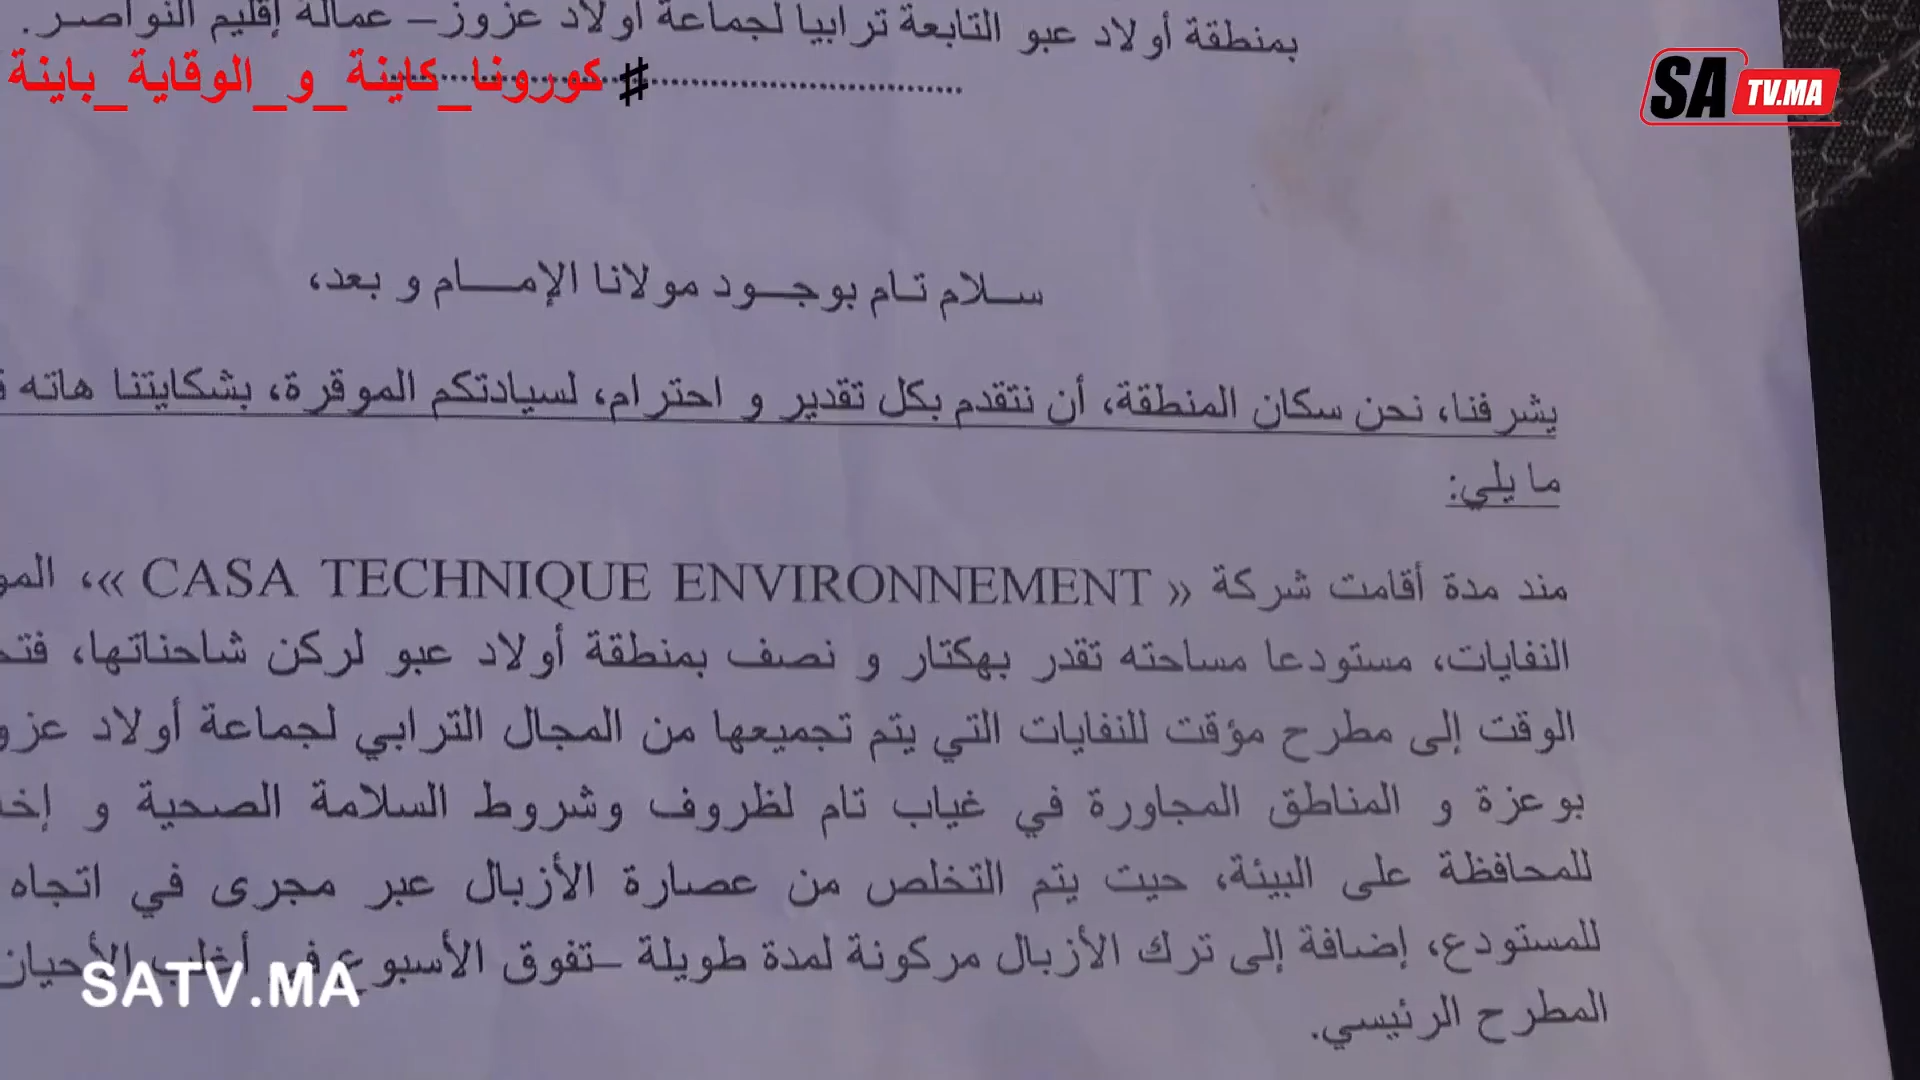 بمنطقة أولاد عبو التابعة ترابيا لجماعة أولاد عزوز– عمالة إقليم النواصر.
#كورونا_كاينة_و_الوقاية_باينة
SA TV.MA
ســلام تــام بوجــود مولانا الإمــام و بعد،
يشرفنا، نحن سكان المنطقة، أن نتقدم بكل تقدير و احترام، لسيادتكم الموقرة، بشكايتنا هاته
ما يلي:
منذ مدة أقامت شركة « CASA TECHNIQUE ENVIRONNEMENT »،
النفايات، مستودعا مساحته تقدر بهكتار و نصف بمنطقة أولاد عبو لركن شاحناتها،
الوقت إلى مطرح مؤقت للنفايات التي يتم تجميعها من المجال الترابي لجماعة أولاد
بوعزة و المناطق المجاورة في غياب تام لظروف وشروط السلامة الصحية و
للمحافظة على البيئة، حيت يتم التخلص من عصارة الأزبال عبر مجرى في اتجاه
للمستودع، إضافة إلى ترك الأزبال مركونة لمدة طويلة –تفوق الأسبوع في أغلب الأحيان
المطرح الرئيسي.
SATV.MA